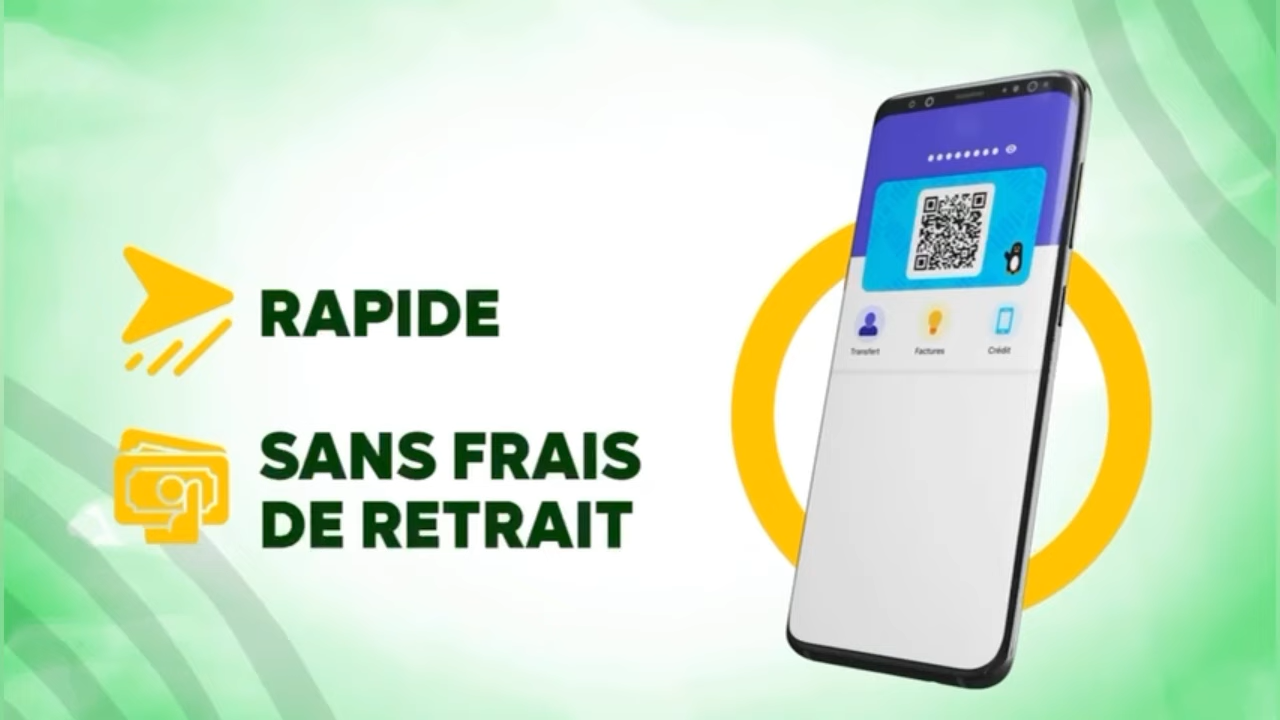 RAPIDE
SANS FRAIS
DE RETRAIT
Transfert
Factures
Crédit